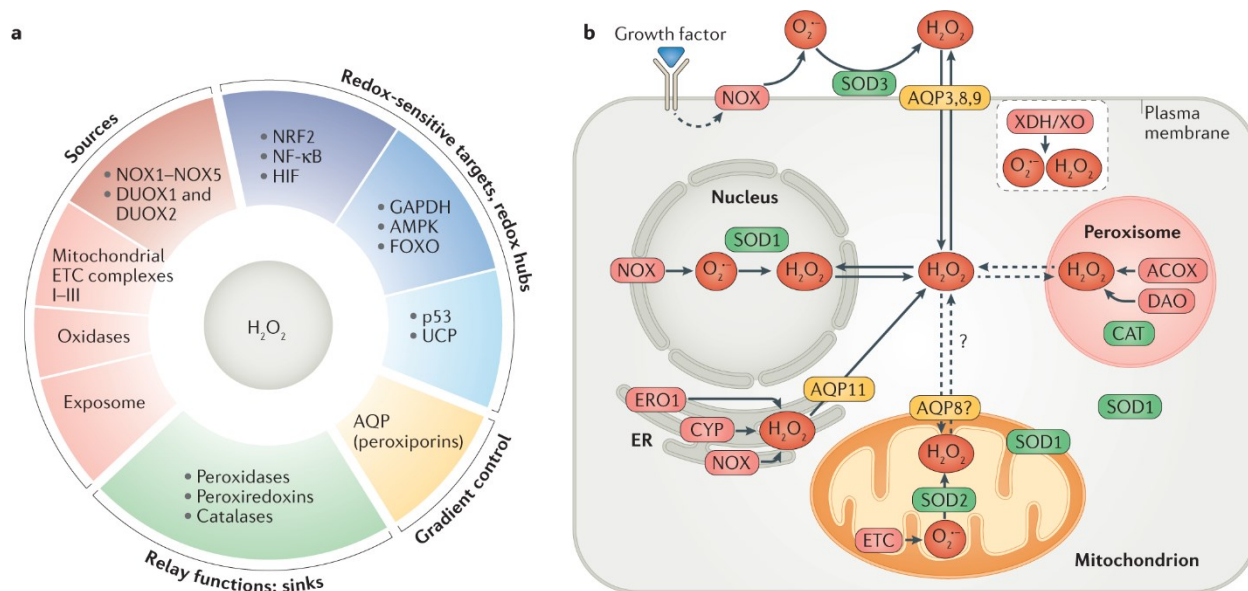 a
Sources
Redox-sensitive targets, redox hubs
Gradient control
Relay functions; sinks
• NRF2
• NF-κB
• HIF
• GAPDH
• AMPK
• FOXO
• p53
• UCP
AQP
(peroxiporins)
• Peroxidases
• Peroxiredoxins
• Catalases
Exposome
Oxidases
Mitochondrial
ETC complexes
I–III
• NOX1–NOX5
• DUOX1 and
DUOX2
H₂O₂
b
Growth factor
NOX
O₂•−
SOD3
H₂O₂
AQP3,8,9
Plasma
membrane
XDH/XO
O₂•−
H₂O₂
Nucleus
SOD1
NOX
O₂•−
H₂O₂
H₂O₂
Peroxisome
H₂O₂
ACOX
DAO
CAT
?
AQP11
ERO1
CYP
H₂O₂
NOX
ER
AQP8?
H₂O₂
SOD1
SOD1
SOD2
ETC
O₂•−
Mitochondrion